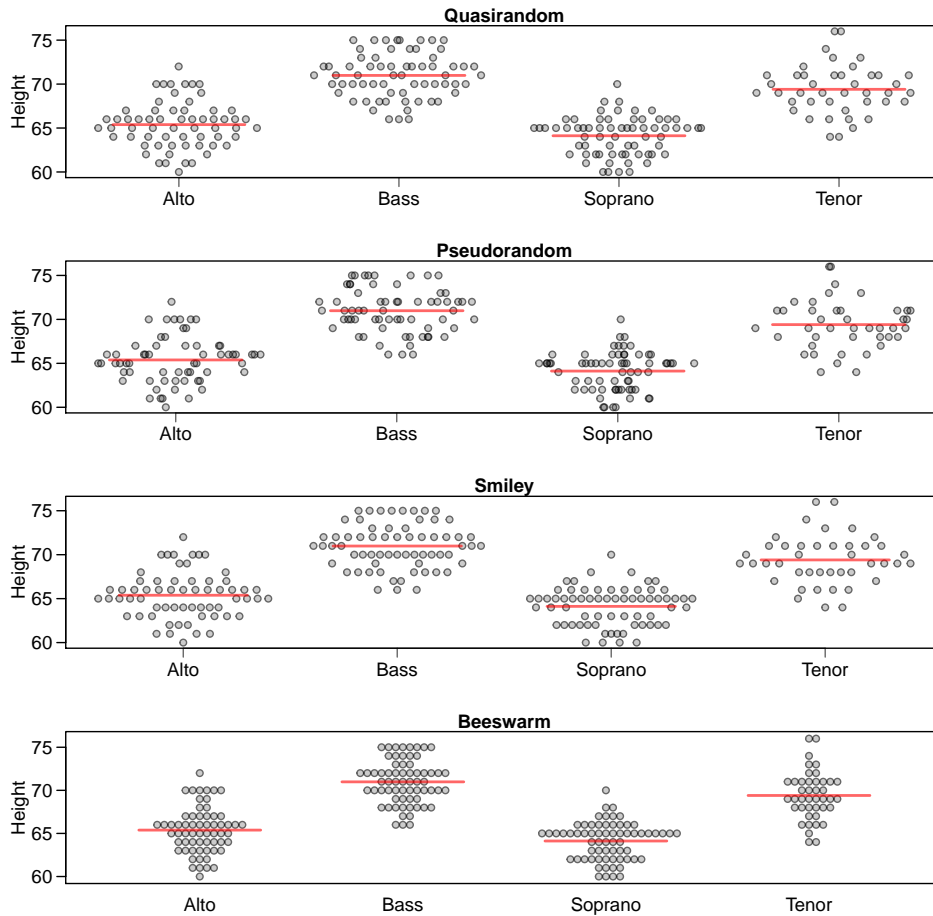 Quasirandom
Height
75
70
65
60
Alto Bass Soprano Tenor
Pseudorandom
Height
75
70
65
60
Alto Bass Soprano Tenor
Smiley
Height
75
70
65
60
Alto Bass Soprano Tenor
Beeswarm
Height
75
70
65
60
Alto Bass Soprano Tenor